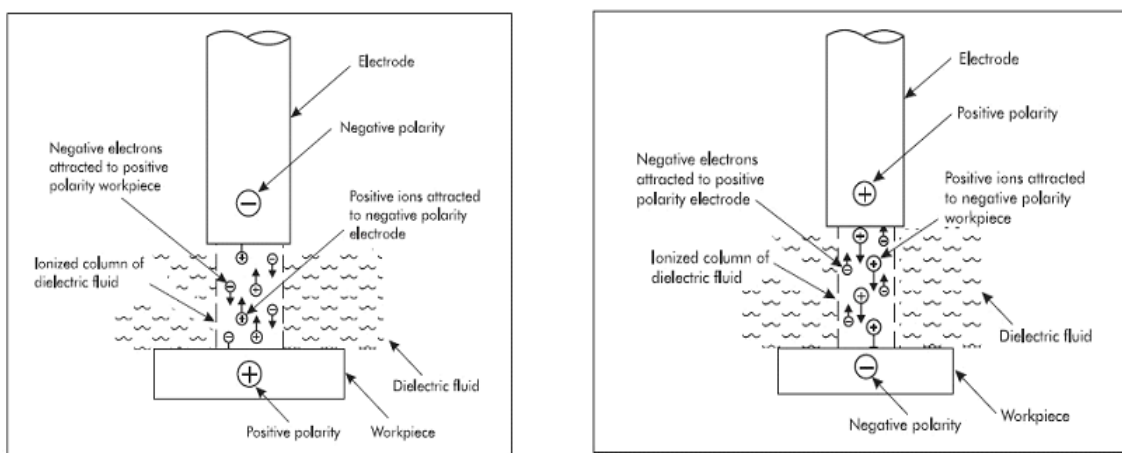 Electrode
Negative polarity
Negative electrons
attracted to positive
polarity workpiece
Positive ions attracted
to negative polarity
electrode
Ionized column of
dielectric fluid
Dielectric fluid
Positive polarity
Workpiece
Electrode
Positive polarity
Negative electrons
attracted to positive
polarity electrode
Positive ions attracted
to negative polarity
workpiece
Ionized column of
dielectric fluid
Dielectric fluid
Workpiece
Negative polarity